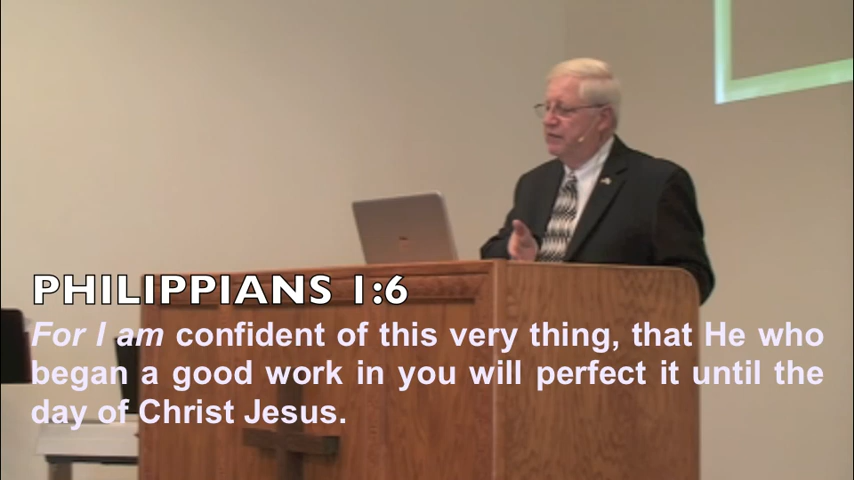 PHILIPPIANS 1:6
For I am confident of this very thing, that He who
began a good work in you will perfect it until the
day of Christ Jesus.